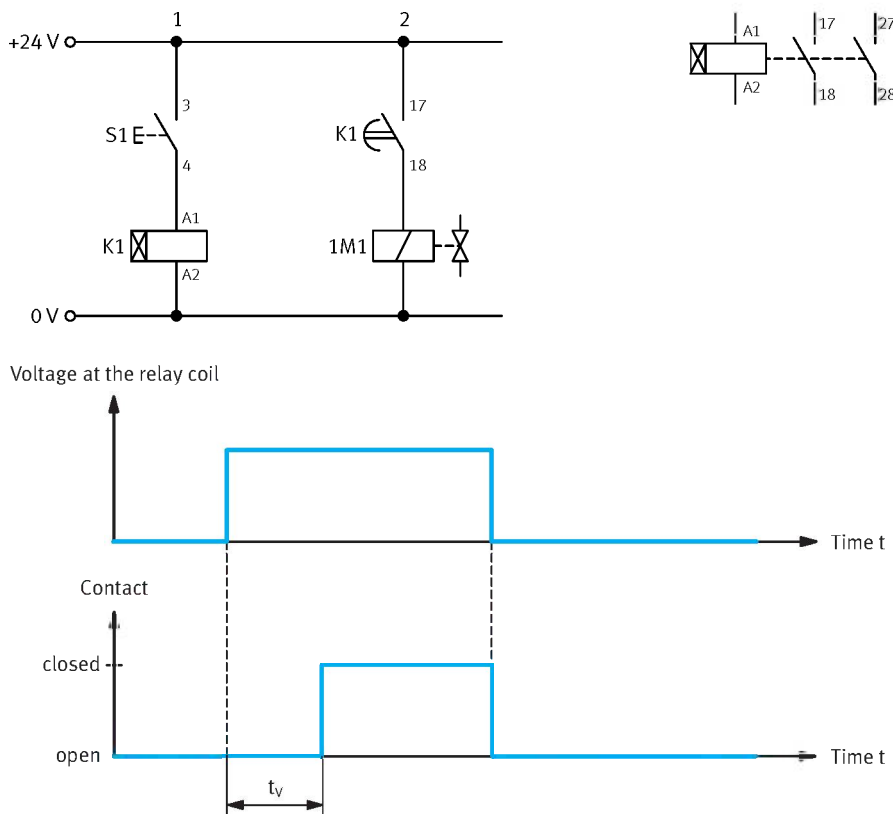 1 2
+24 V
3 17
S1 K1
4 18
A1
K1 1M1
A2
0 V
A1 17 27
A2 18 28
Voltage at the relay coil
Time t
Contact
closed
open
Time t
tV